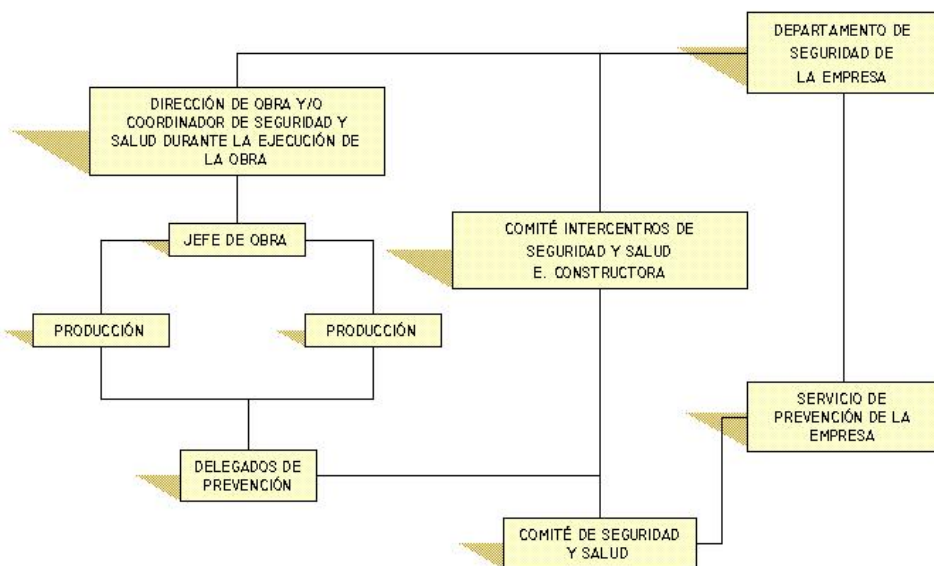 DEPARTAMENTO DE
SEGURIDAD DE
LA EMPRESA
DIRECCIÓN DE OBRA Y/O
COORDINADOR DE SEGURIDAD Y
SALUD DURANTE LA EJECUCIÓN DE
LA OBRA
COMITÉ INTERCENTROS DE
SEGURIDAD Y SALUD
E. CONSTRUCTORA
JEFE DE OBRA
PRODUCCIÓN
PRODUCCIÓN
SERVICIO DE
PREVENCIÓN DE LA
EMPRESA
DELEGADOS DE
PREVENCIÓN
COMITÉ DE SEGURIDAD
Y SALUD